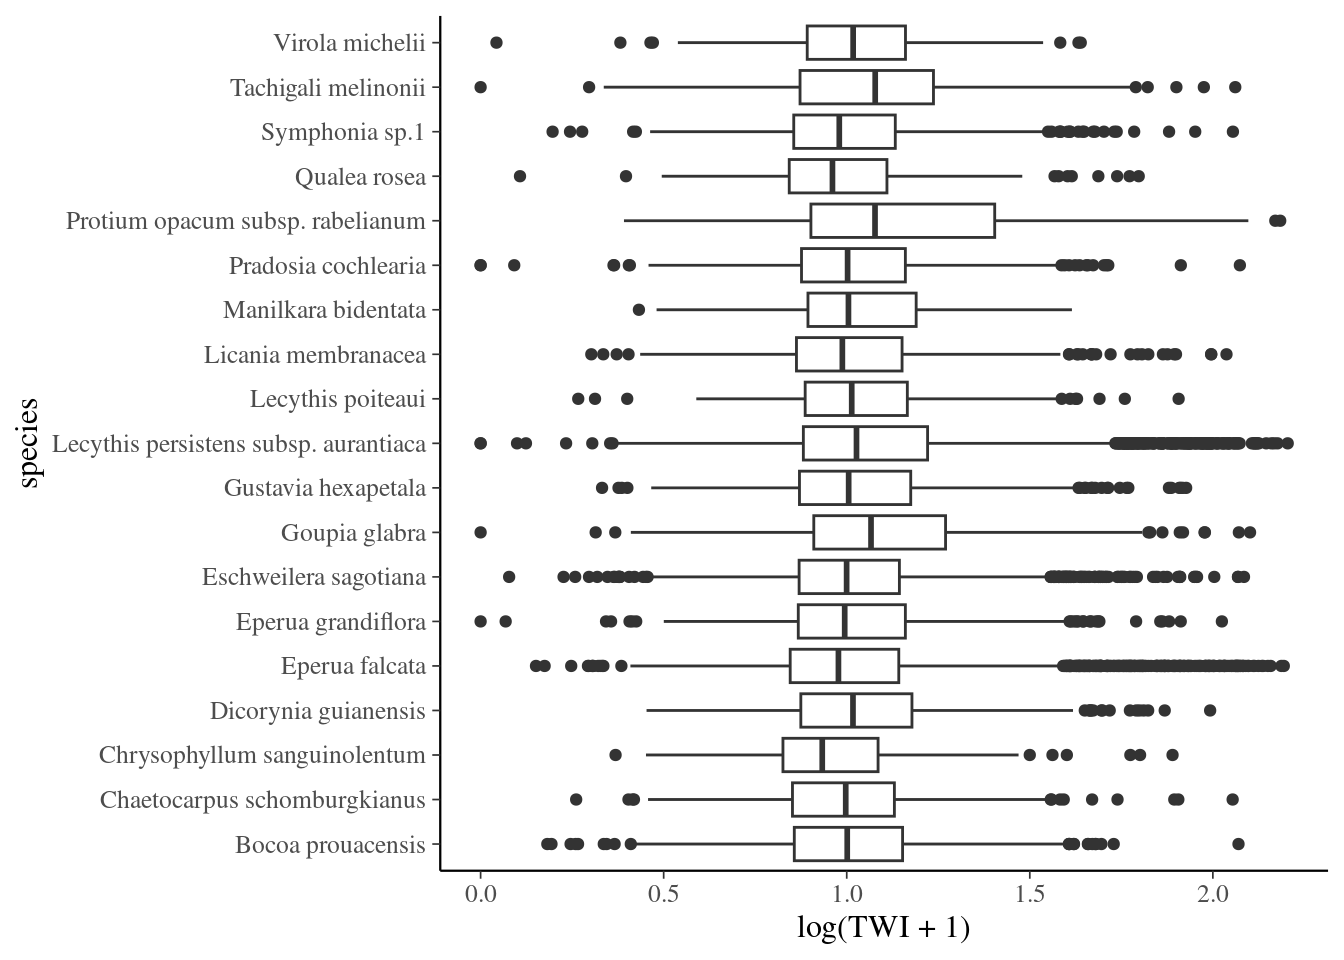 Virola michelii
Tachigali melinonii
Symphonia sp.1
Qualea rosea
Protium opacum subsp. rabelianum
Pradosia cochlearia
Manilkara bidentata
Licania membranacea
Lecythis poiteaui
Lecythis persistens subsp. aurantiaca
Gustavia hexapetala
Goupia glabra
Eschweilera sagotiana
Eperua grandiflora
Eperua falcata
Dicorynia guianensis
Chrysophyllum sanguinolentum
Chaetocarpus schomburgkianus
Bocoa prouacensis
species
0.0 0.5 1.0 1.5 2.0
log(TWI + 1)